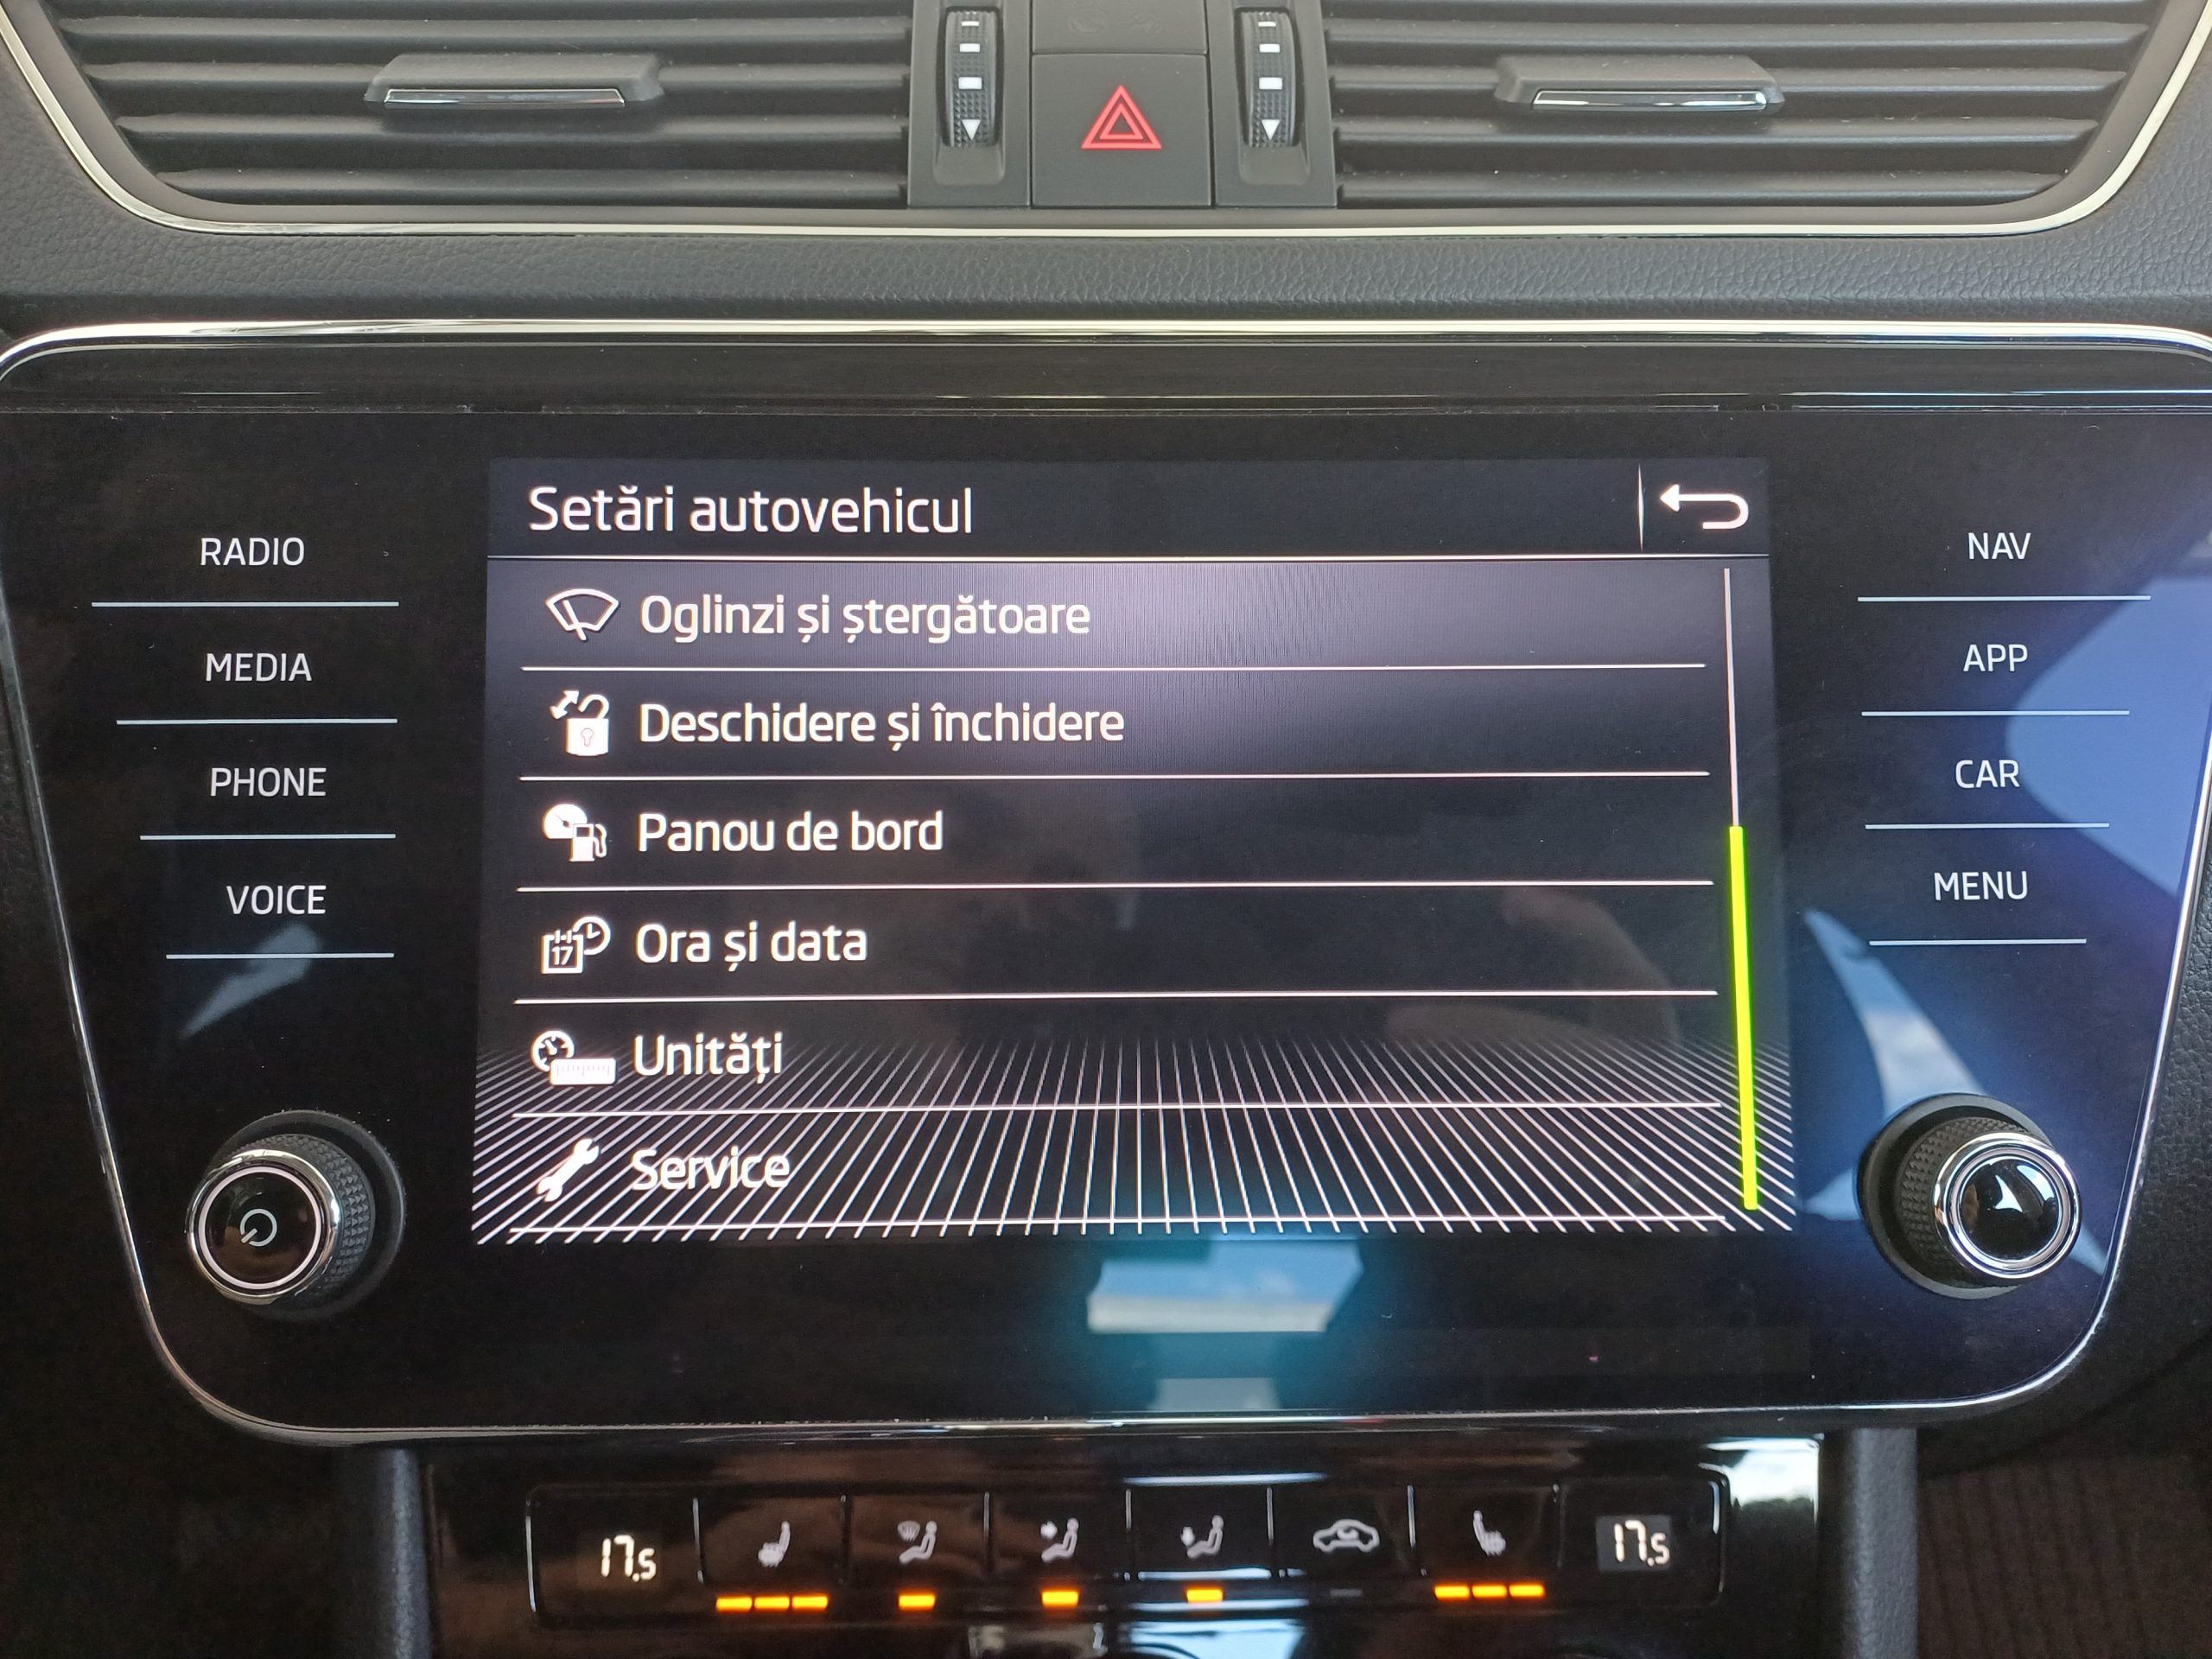 Setări autovehicul
RADIO
MEDIA
PHONE
VOICE
Oglinzi și ștergătoare
Deschidere și închidere
Panou de bord
17
Ora și data
Unități
Service
NAV
APP
CAR
MENU
17.5
17.5